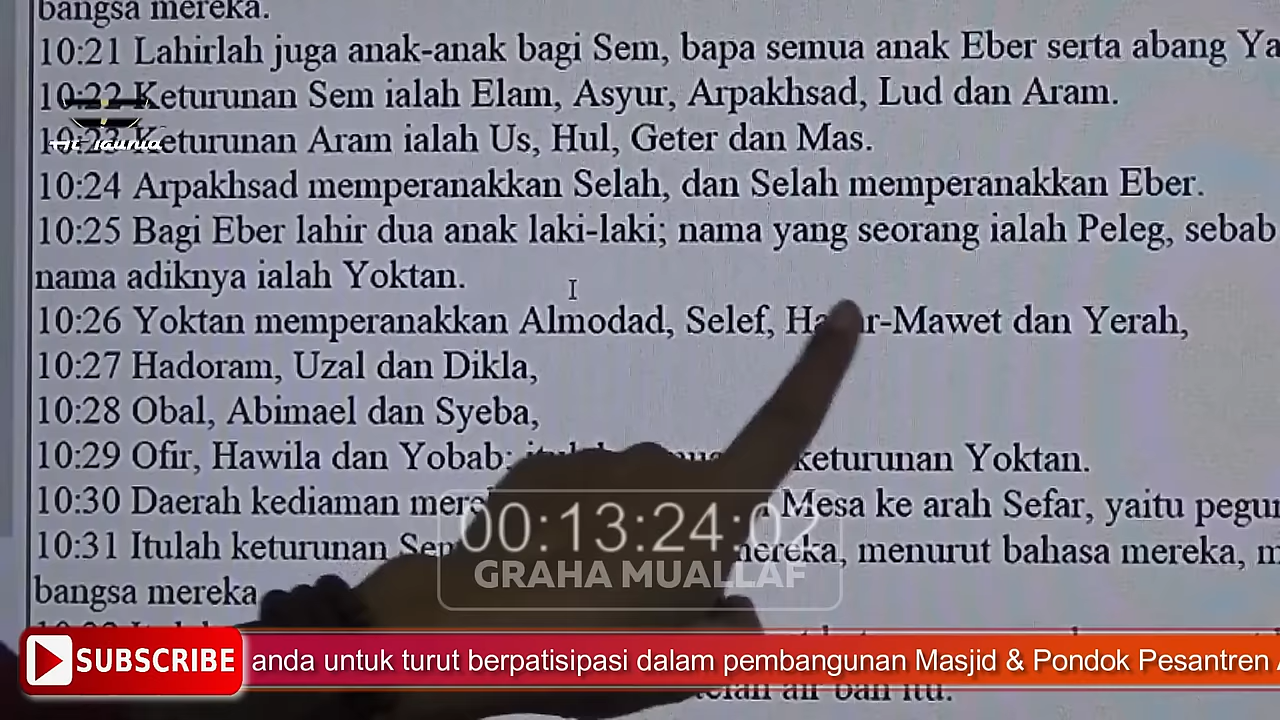 bangsa mereka.
10:21 Lahirlah juga anak-anak bagi Sem, bapa semua anak Eber serta abang Ya
10:22 Keturunan Sem ialah Elam, Asyur, Arpakhsad, Lud dan Aram.
10:23 Keturunan Aram ialah Us, Hul, Geter dan Mas.
10:24 Arpakhsad memperanakkan Selah, dan Selah memperanakkan Eber.
10:25 Bagi Eber lahir dua anak laki-laki; nama yang seorang ialah Peleg, sebab
nama adiknya ialah Yoktan.
10:26 Yoktan memperanakkan Almodad, Selef, r-Mawet dan Yerah,
10:27 Hadoram, Uzal dan Dikla,
10:28 Obal, Abimael dan Syeba,
10:29 Ofir, Hawila dan Yobab; keturunan Yoktan.
10:30 Daerah kediaman Mesa ke arah Sefar, yaitu
10:31 Itulah keturunan mereka, menurut bahasa mereka,
bangsa mereka
00:13:24:02
GRAHA MUALLAF
SUBSCRIBE anda untuk turut berpatisipasi dalam pembangunan Masjid & Pondok Pesantren A
air bah itu.